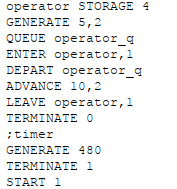 operator STORAGE 4
GENERATE 5,2
QUEUE operator_q
ENTER operator,1
DEPART operator_q
ADVANCE 10,2
LEAVE operator,1
TERMINATE 0
;timer
GENERATE 480
TERMINATE 1
START 1